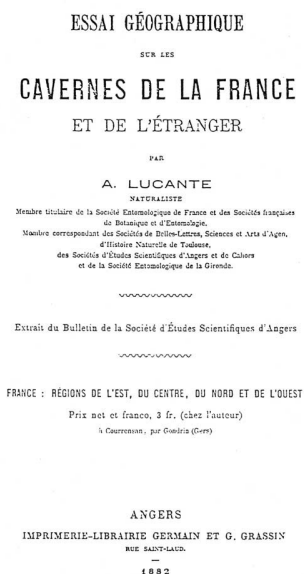 ESSAI GÉOGRAPHIQUE
SUR LES
CAVERNES DE LA FRANCE
ET DE L'ÉTRANGER
PAR
A. LUCANTE
NATURALISTE
Membre titulaire de la Société Entomologique de France et des Sociétés françaises
de Botanique et d'Entomologie,
Membre correspondant des Sociétés de Belles-Lettres, Sciences et Arts d'Agen,
d'Histoire Naturelle de Toulouse,
des Sociétés d'Études Scientifiques d'Angers et de Cahors
et de la Société Entomologique de la Gironde.
Extrait du Bulletin de la Société d'Études Scientifiques d'Angers
FRANCE : RÉGIONS DE L'EST, DU CENTRE, DU NORD ET DE L'OUEST
Prix net et franco, 3 fr. (chez l'auteur)
à Courrensan, par Gondrin (Gers)
ANGERS
IMPRIMERIE-LIBRAIRIE GERMAIN ET G. GRASSIN
RUE SAINT-LAUD.
1882